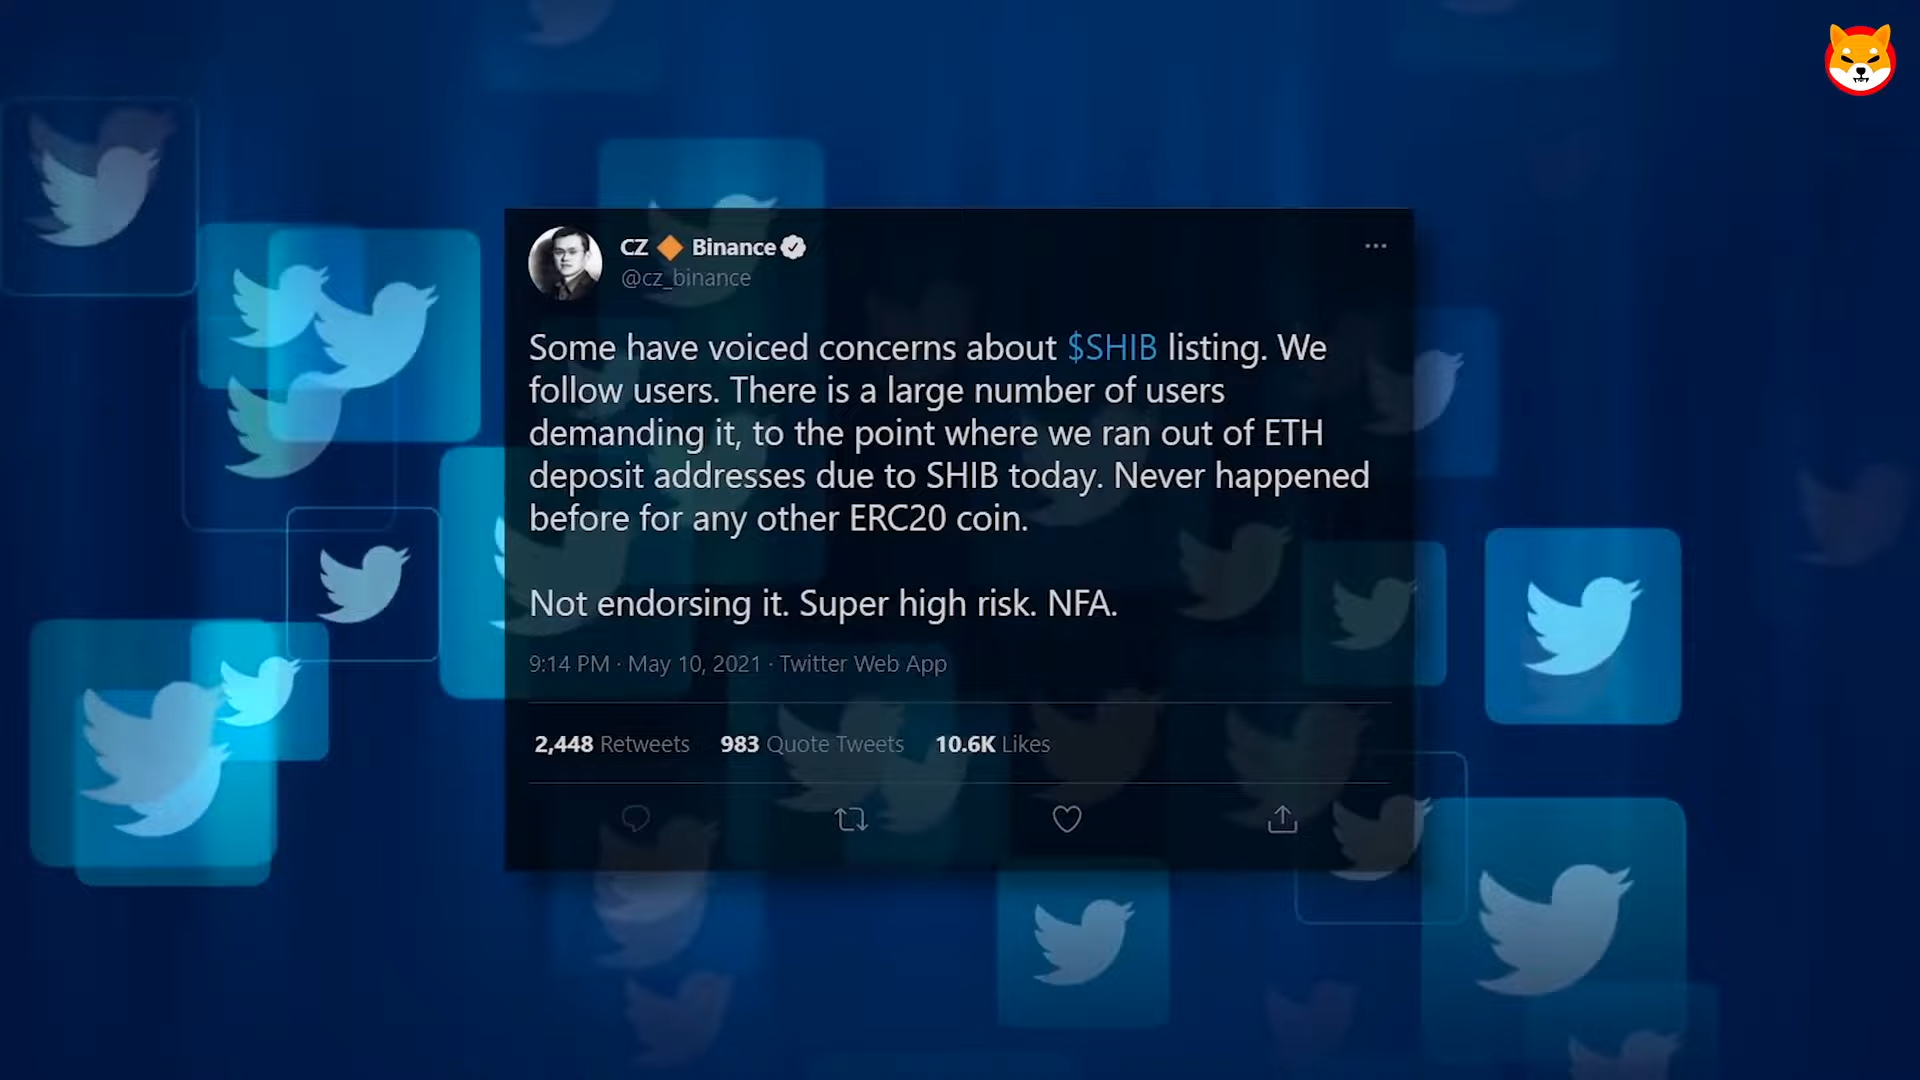 CZ 🔶 Binance
@cz_binance
Some have voiced concerns about $SHIB listing. We
follow users. There is a large number of users
demanding it, to the point where we ran out of ETH
deposit addresses due to SHIB today. Never happened
before for any other ERC20 coin.
Not endorsing it. Super high risk. NFA.
9:14 PM · May 10, 2021 · Twitter Web App
2,448 Retweets 983 Quote Tweets 10.6K Likes